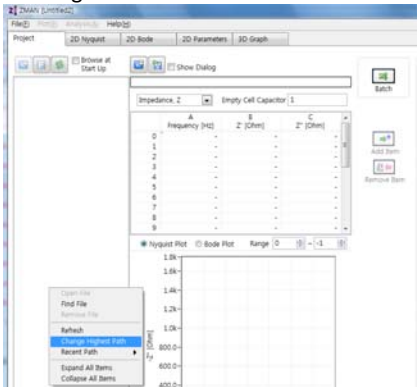 ZMAN [Untitled2]
File(F) Plot(P) Analysis(A) Help(H)
Project 2D Nyquist 2D Bode 2D Parameters 3D Graph
Browse at Start Up
Show Dialog
Batch
Impedance, Z Empty Cell Capacitor 1
A B C
Frequency [Hz] Z' [Ohm] Z'' [Ohm]
0 - - -
1 - - -
2 - - -
3 - - -
4 - - -
5 - - -
6 - - -
7 - - -
8 - - -
9 - - -
Add Item
Remove Item
Nyquist Plot Bode Plot Range 0 ~ -1
1.8k
1.4k
1.2k
1.0k
800.0
600.0
400.0
[Ohm]
Open File
Find File
Remove File
Refresh
Change Highest Path
Recent Path
Expand All Items
Collapse All Items